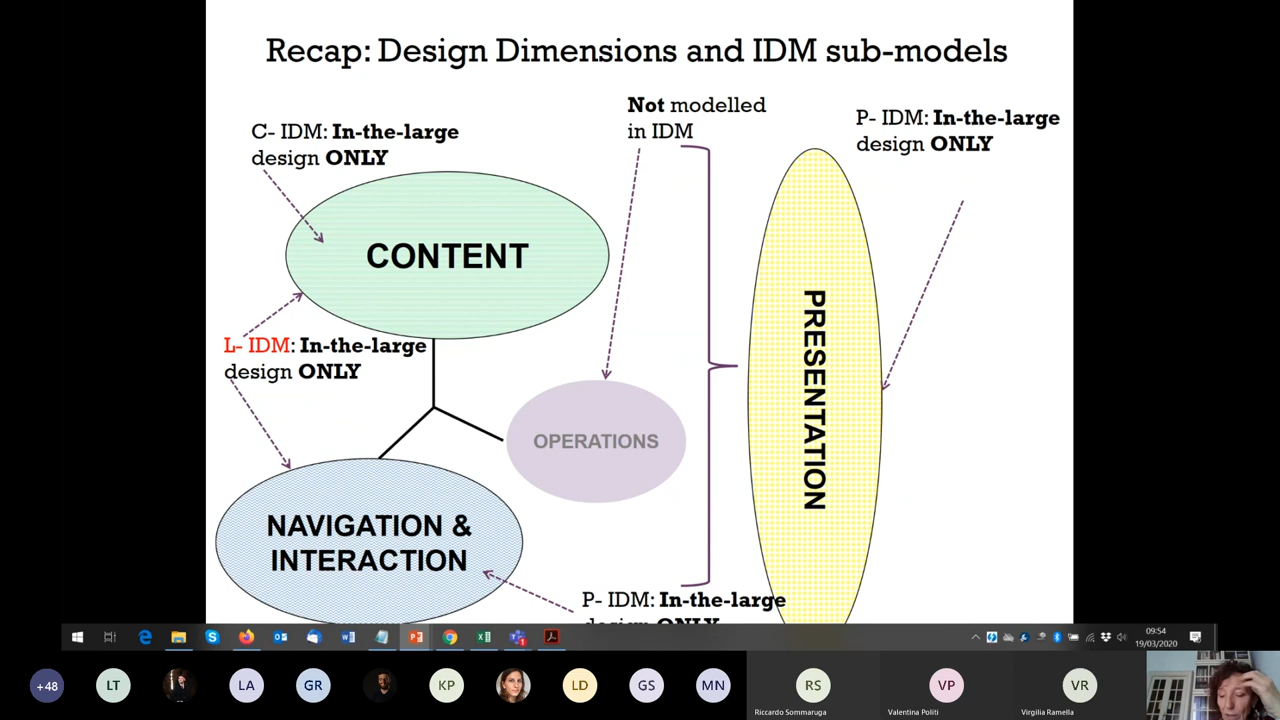 Recap: Design Dimensions and IDM sub-models
Not modelled
in IDM
P- IDM: In-the-large
design ONLY
C- IDM: In-the-large
design ONLY
CONTENT
PRESENTATION
L- IDM: In-the-large
design ONLY
OPERATIONS
NAVIGATION &
INTERACTION
P- IDM: In-the-large
design ONLY
09:54
19/03/2020
+48
LT
LA
GR
KP
LD
GS
MN
RS
VP
VR
Riccardo Sommaruga
Valentina Politi
Virgilia Ramella